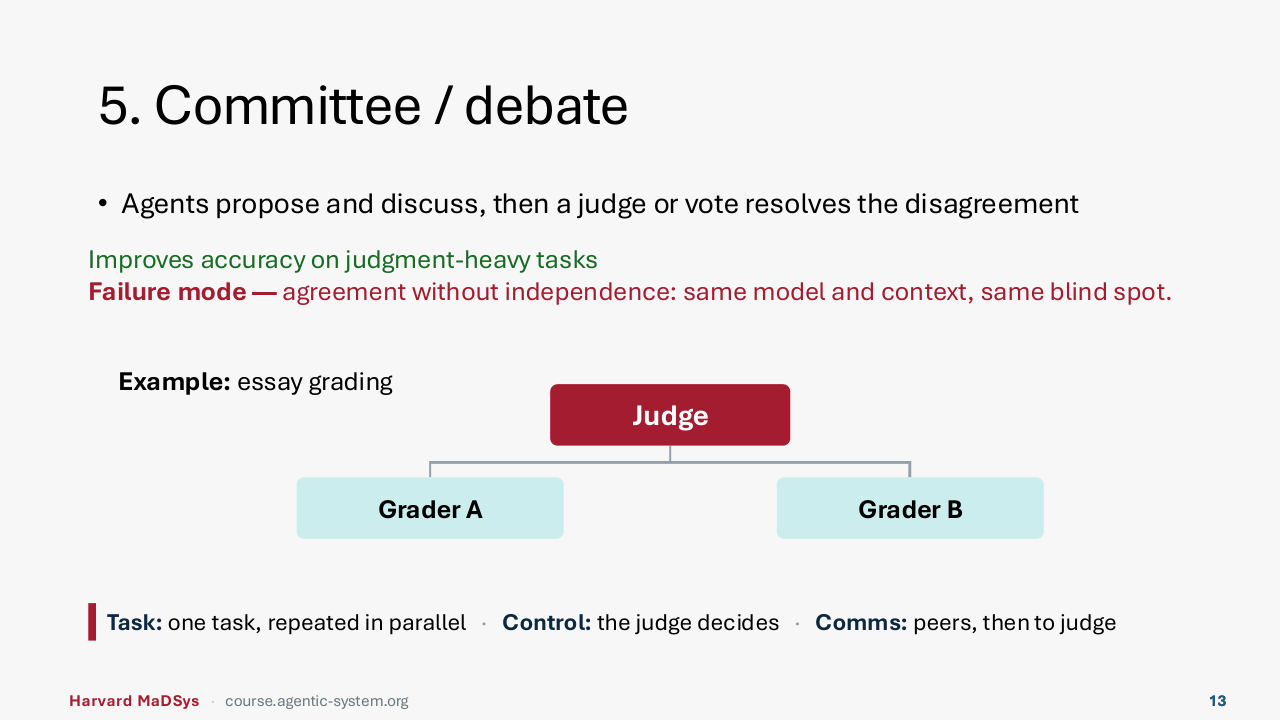 5. Committee / debate
• Agents propose and discuss, then a judge or vote resolves the disagreement
Improves accuracy on judgment-heavy tasks
Failure mode — agreement without independence: same model and context, same blind spot.
Example: essay grading
Judge
Grader A
Grader B
Task: one task, repeated in parallel · Control: the judge decides · Comms: peers, then to judge
Harvard MaDSys · course.agentic-system.org
13